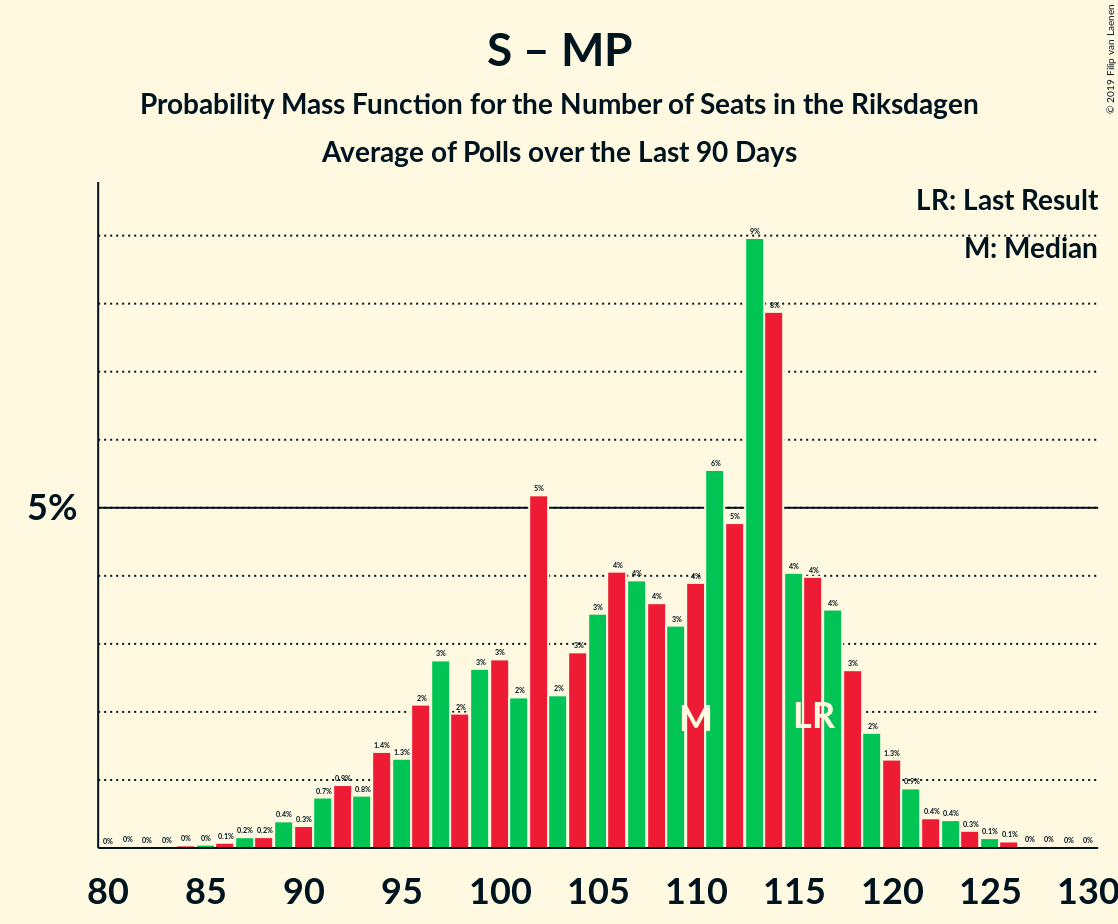 S – MP
Probability Mass Function for the Number of Seats in the Riksdagen
Average of Polls over the Last 90 Days
© 2019 Filip van Laenen
LR: Last Result
M: Median
5%
0% 0% 0% 0% 0% 0% 0.1% 0.2% 0.2% 0.4% 0.3% 0.7% 0.9% 0.8% 1.4% 1.3% 2% 3% 2% 3% 3% 2% 5% 2% 3% 3% 4% 4% 4% 3% 4% 6% 5% 9% 8% 4% 4% 4% 3% 2% 1.3% 0.9% 0.4% 0.4% 0.3% 0.1% 0.1% 0% 0% 0% 0%
M LR
80 85 90 95 100 105 110 115 120 125 130